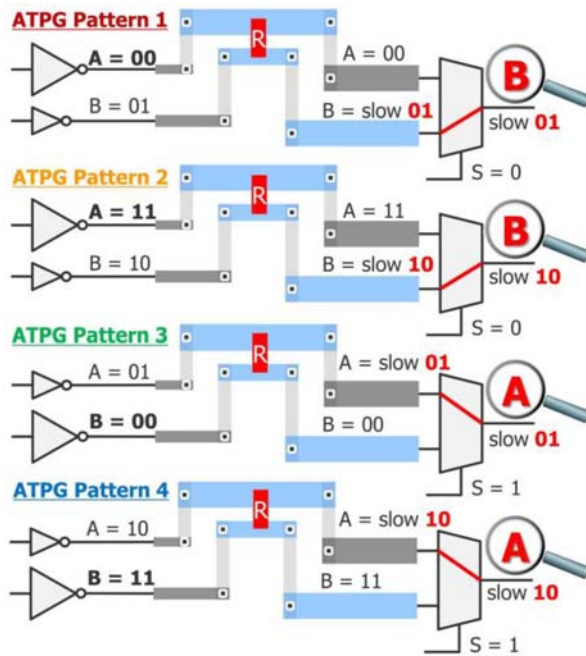 ATPG Pattern 1
A = 00
R
A = 00
B
B = 01
B = slow 01
slow 01
S = 0
ATPG Pattern 2
A = 11
R
A = 11
B
B = 10
B = slow 10
slow 10
S = 0
ATPG Pattern 3
A = 01
R
A = slow 01
A
B = 00
B = 00
slow 01
S = 1
ATPG Pattern 4
A = 10
R
A = slow 10
A
B = 11
B = 11
slow 10
S = 1